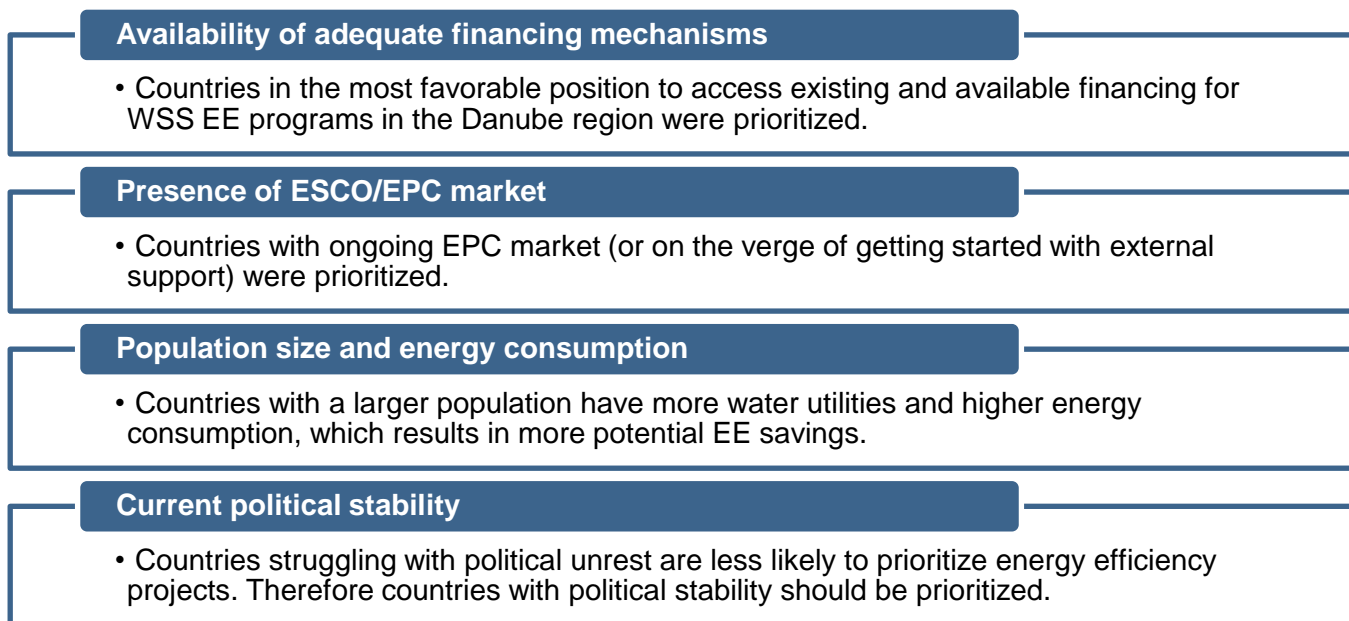 Availability of adequate financing mechanisms
• Countries in the most favorable position to access existing and available financing for
WSS EE programs in the Danube region were prioritized.
Presence of ESCO/EPC market
• Countries with ongoing EPC market (or on the verge of getting started with external
support) were prioritized.
Population size and energy consumption
• Countries with a larger population have more water utilities and higher energy
consumption, which results in more potential EE savings.
Current political stability
• Countries struggling with political unrest are less likely to prioritize energy efficiency
projects. Therefore countries with political stability should be prioritized.